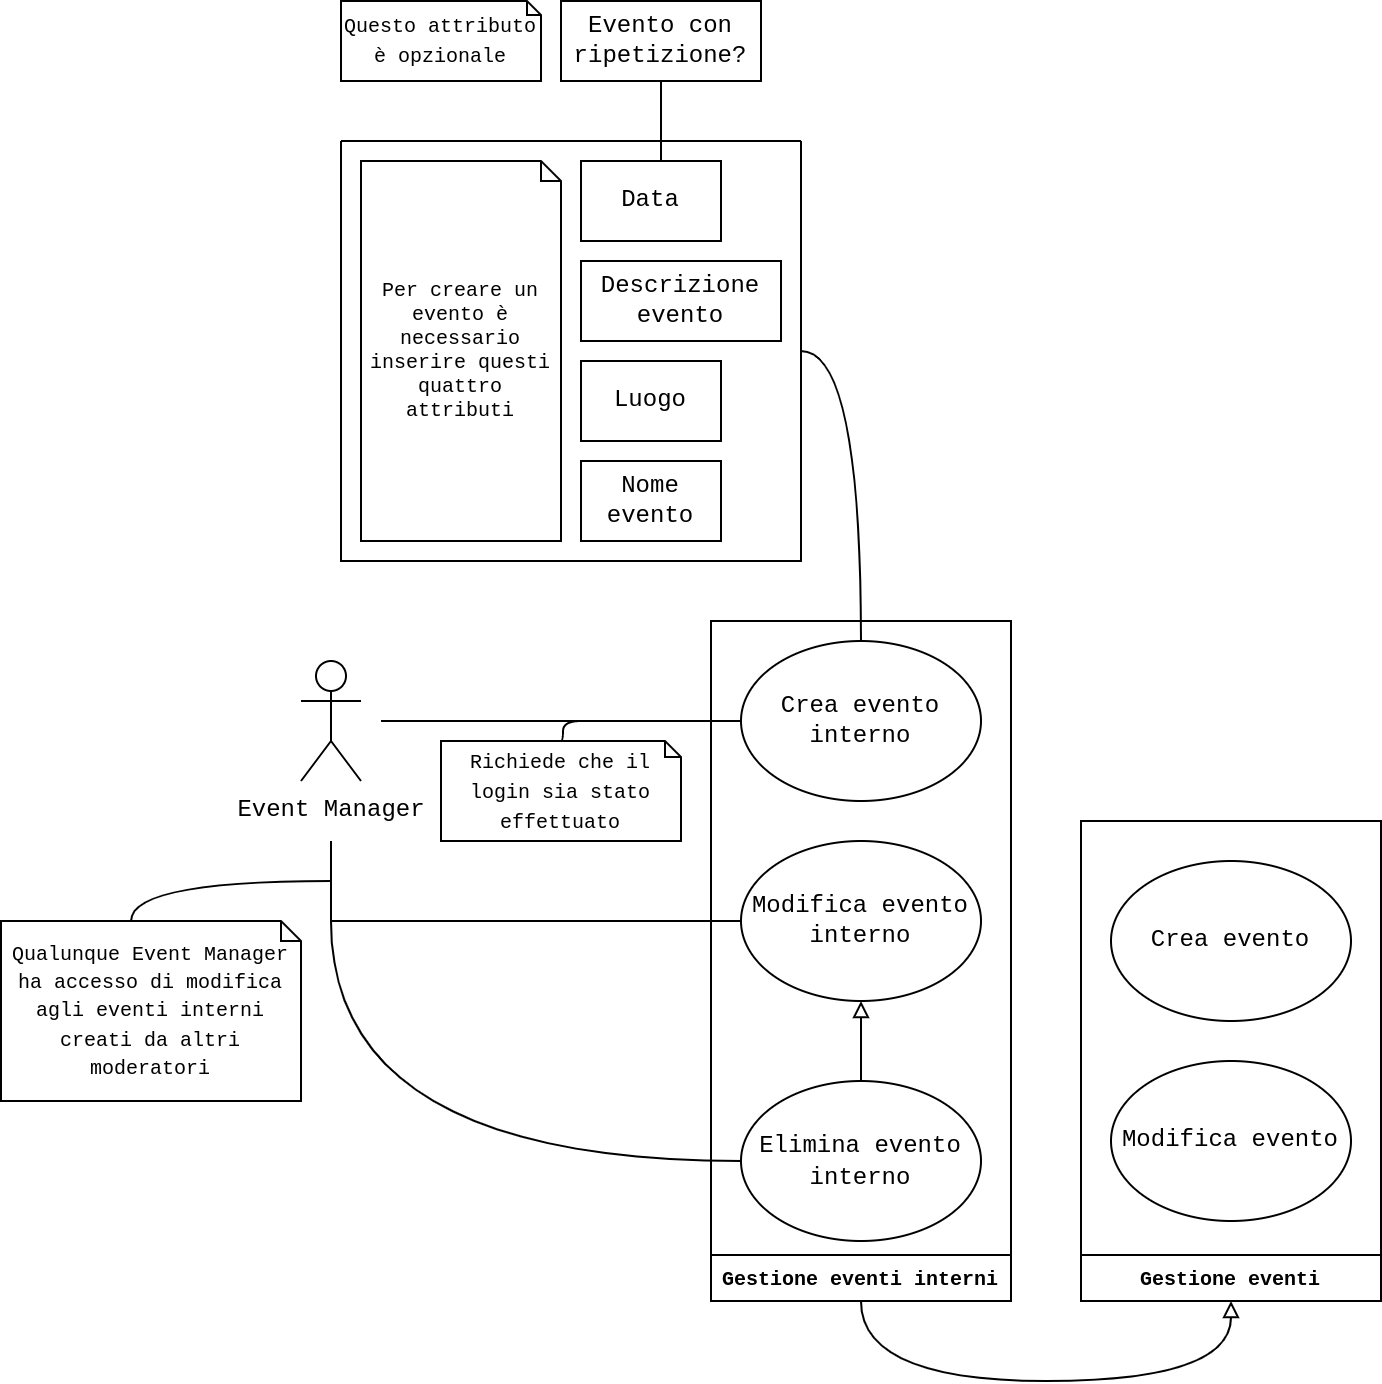 Questo attributo
è opzionale
Evento con
ripetizione?
Data
Per creare un
evento è
necessario
inserire questi
quattro
attributi
Descrizione
evento
Luogo
Nome
evento
Crea evento
interno
Event Manager
Richiede che il
login sia stato
effettuato
Modifica evento
interno
Qualunque Event Manager
ha accesso di modifica
agli eventi interni
creati da altri
moderatori
Elimina evento
interno
Gestione eventi interni
Crea evento
Modifica evento
Gestione eventi